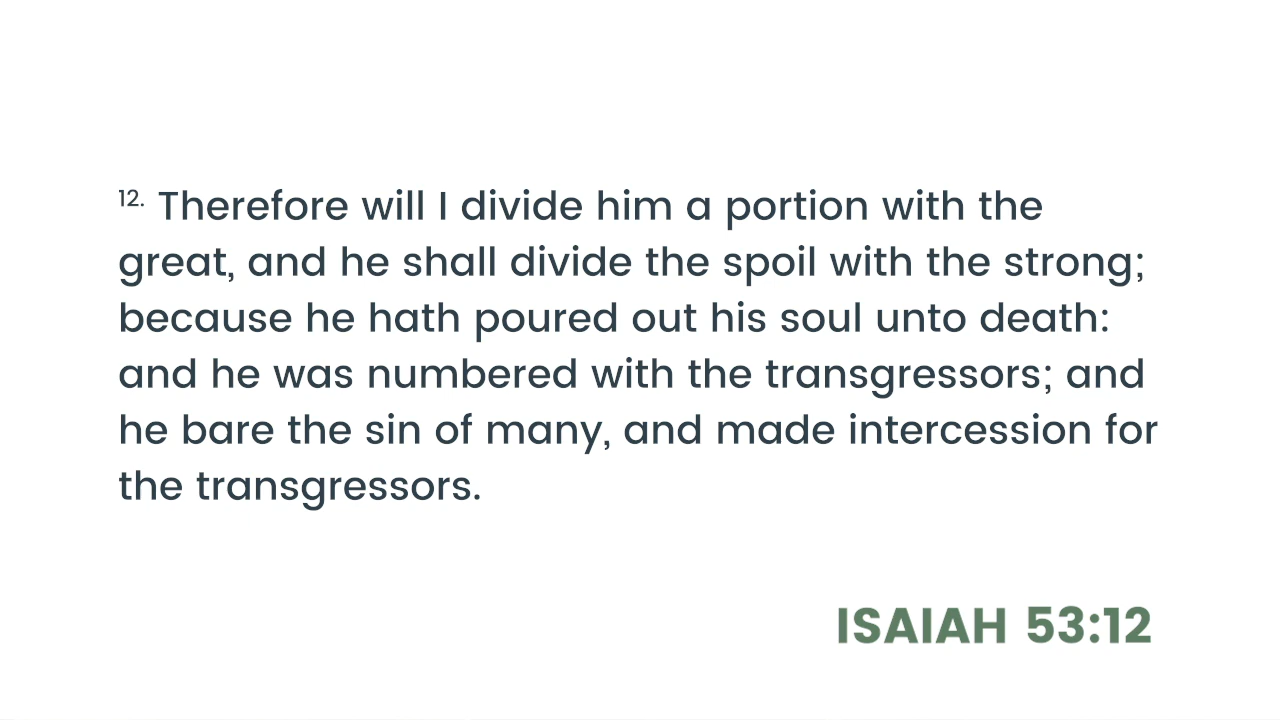 12. Therefore will I divide him a portion with the
great, and he shall divide the spoil with the strong;
because he hath poured out his soul unto death:
and he was numbered with the transgressors; and
he bare the sin of many, and made intercession for
the transgressors.
ISAIAH 53:12